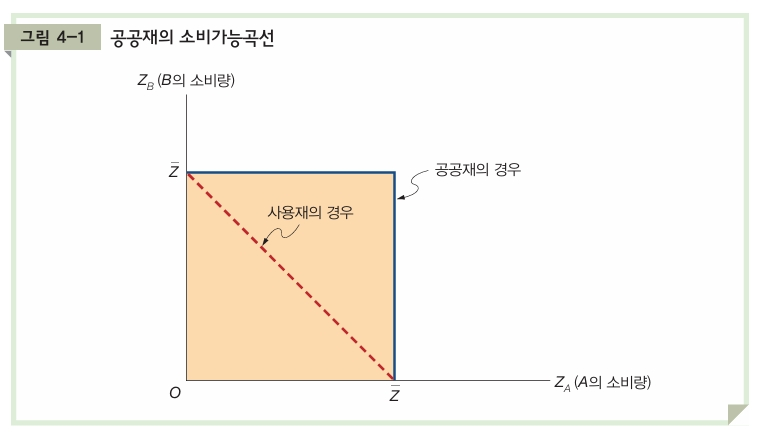 그림 4-1 공공재의 소비가능곡선
Z_B (B의 소비량)
Z̄
공공재의 경우
사용재의 경우
O
Z̄
Z_A (A의 소비량)